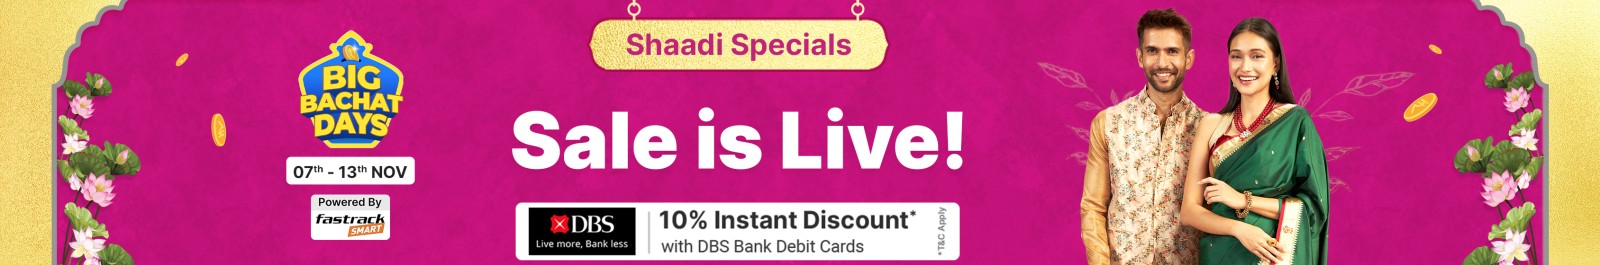 BIG
BACHAT
DAYS
07th - 13th NOV
Powered By
fastrack
SMART
Shaadi Specials
Sale is Live!
DBS
Live more, Bank less
10% Instant Discount*
with DBS Bank Debit Cards
*T&C Apply